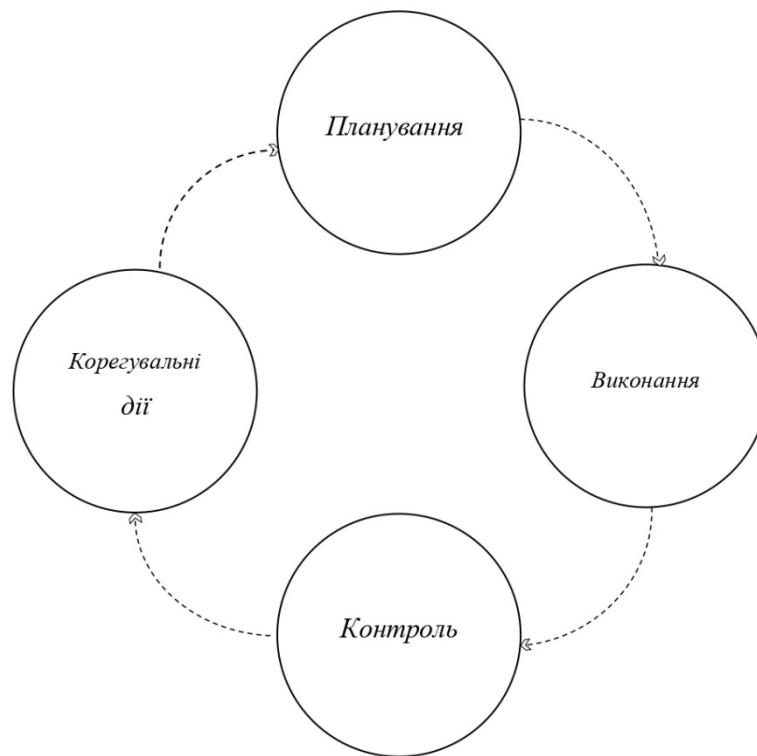 Планування
Корегувальні
дії
Виконання
Контроль